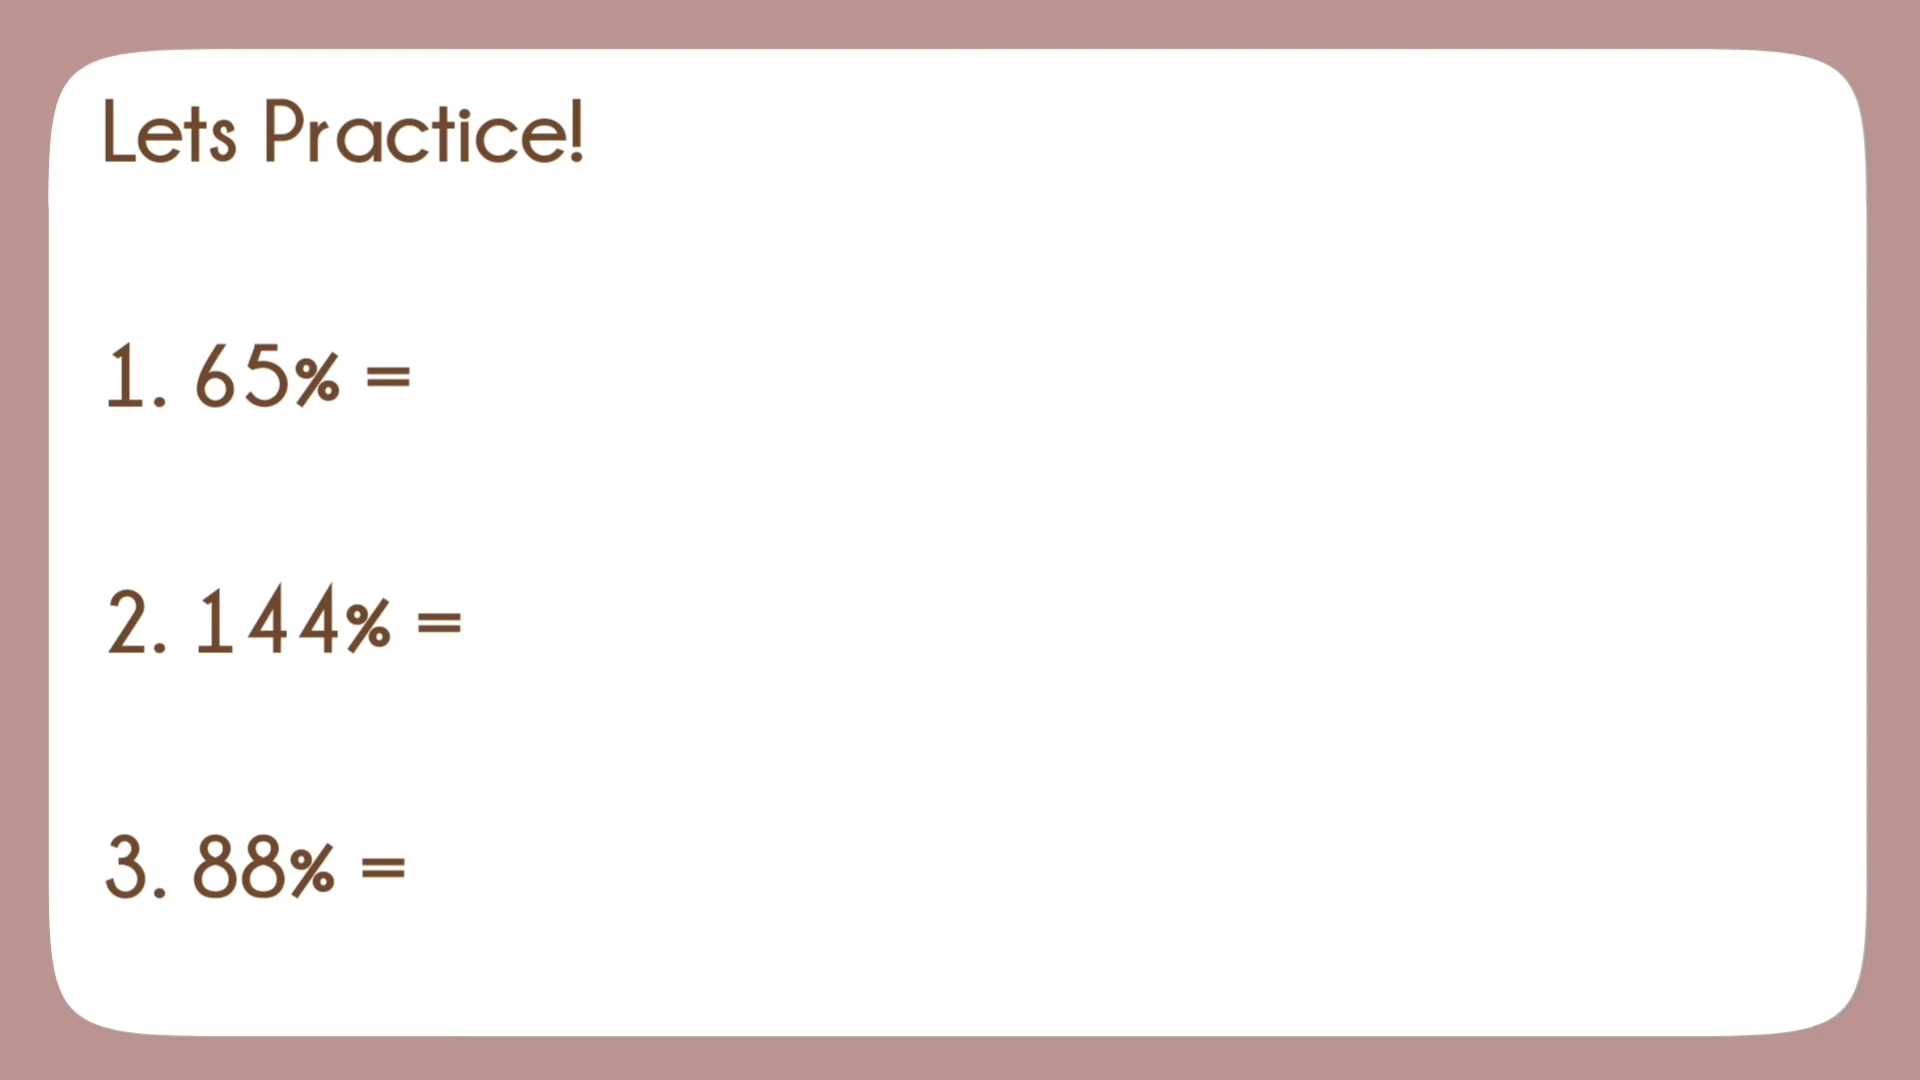 Lets Practice!
1. 65% =
2. 144% =
3. 88% =